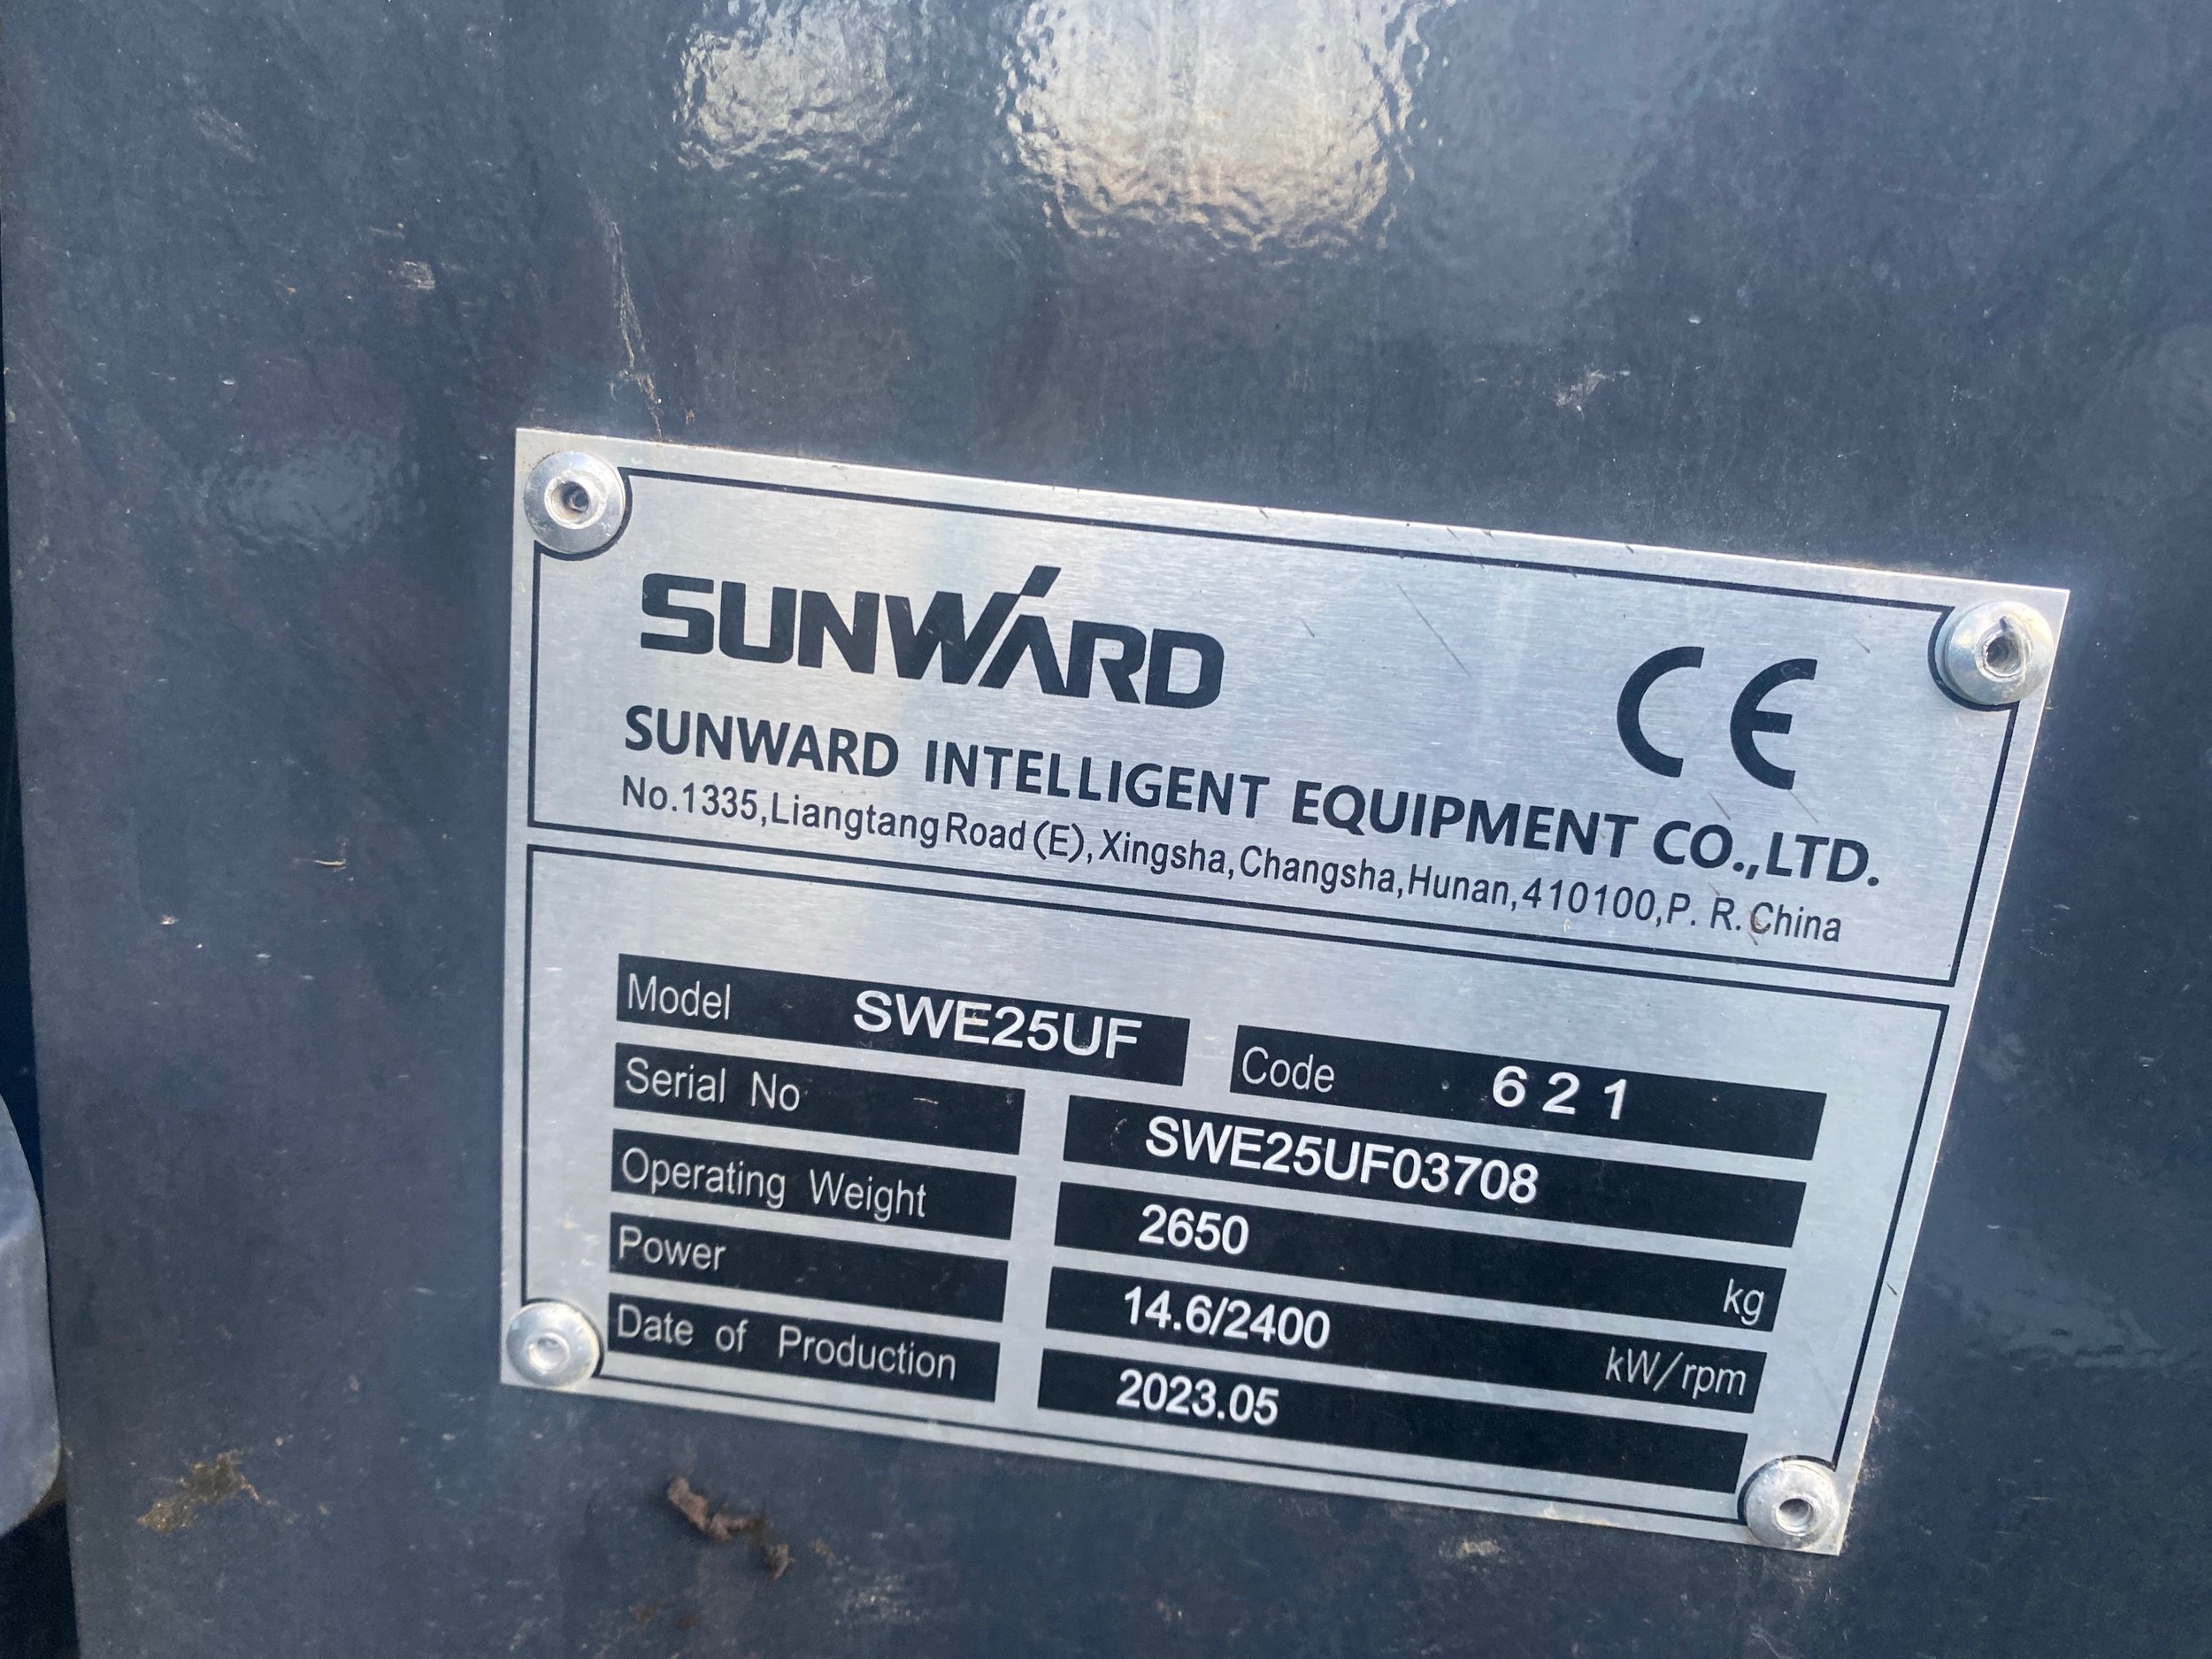 SUNWARD
CE
SUNWARD INTELLIGENT EQUIPMENT CO.,LTD.
No.1335,Liangtang Road (E), Xingsha,Changsha,Hunan,410100,P. R. China
Model SWE25UF Code 621
Serial No SWE25UF03708
Operating Weight 2650 kg
Power 14.6/2400 kW/rpm
Date of Production 2023.05